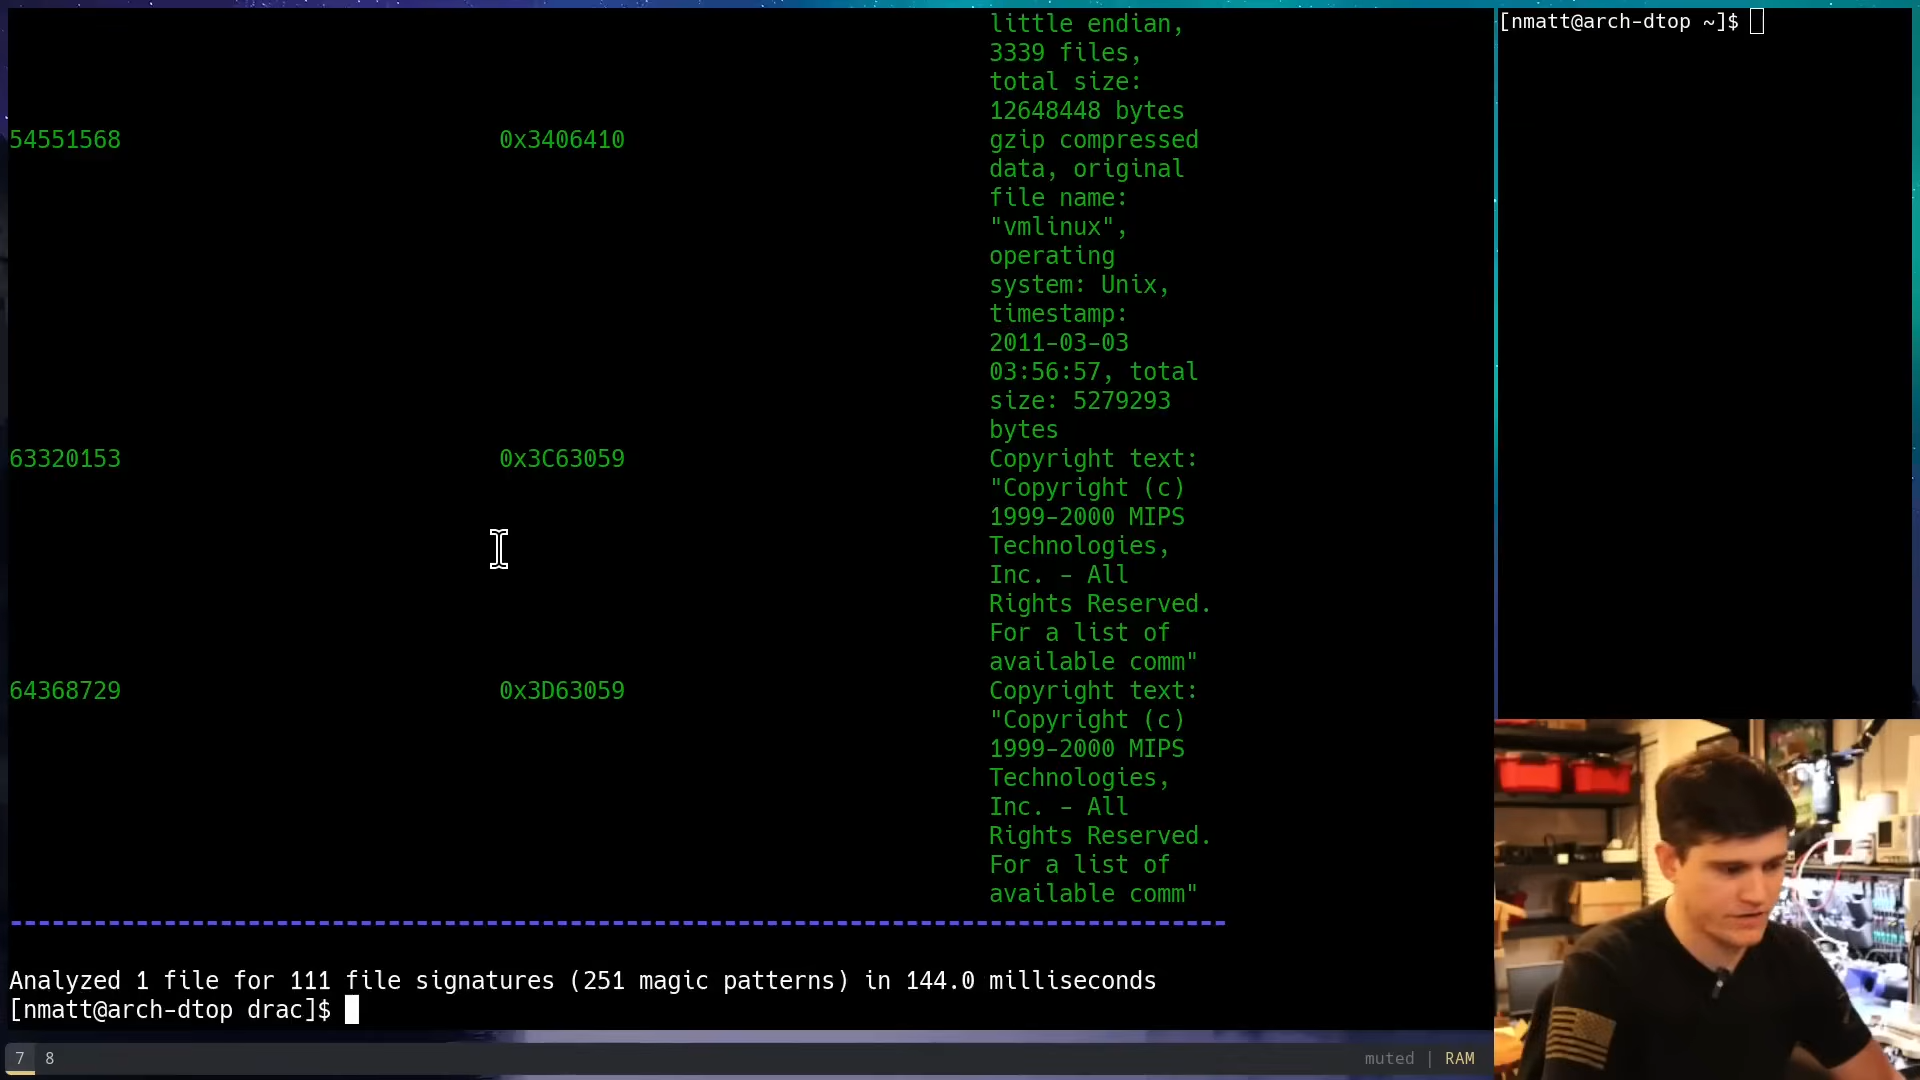 little endian,
3339 files,
total size:
12648448 bytes
54551568 0x3406410 gzip compressed
data, original
file name:
"vmlinux",
operating
system: Unix,
timestamp:
2011-03-03
03:56:57, total
size: 5279293
bytes
63320153 0x3C63059 Copyright text:
"Copyright (c)
1999-2000 MIPS
Technologies,
Inc. - All
Rights Reserved.
For a list of
available comm"
64368729 0x3D63059 Copyright text:
"Copyright (c)
1999-2000 MIPS
Technologies,
Inc. - All
Rights Reserved.
For a list of
available comm"
Analyzed 1 file for 111 file signatures (251 magic patterns) in 144.0 milliseconds
[nmatt@arch-dtop drac]$
[nmatt@arch-dtop ~]$
7 8 muted | RAM